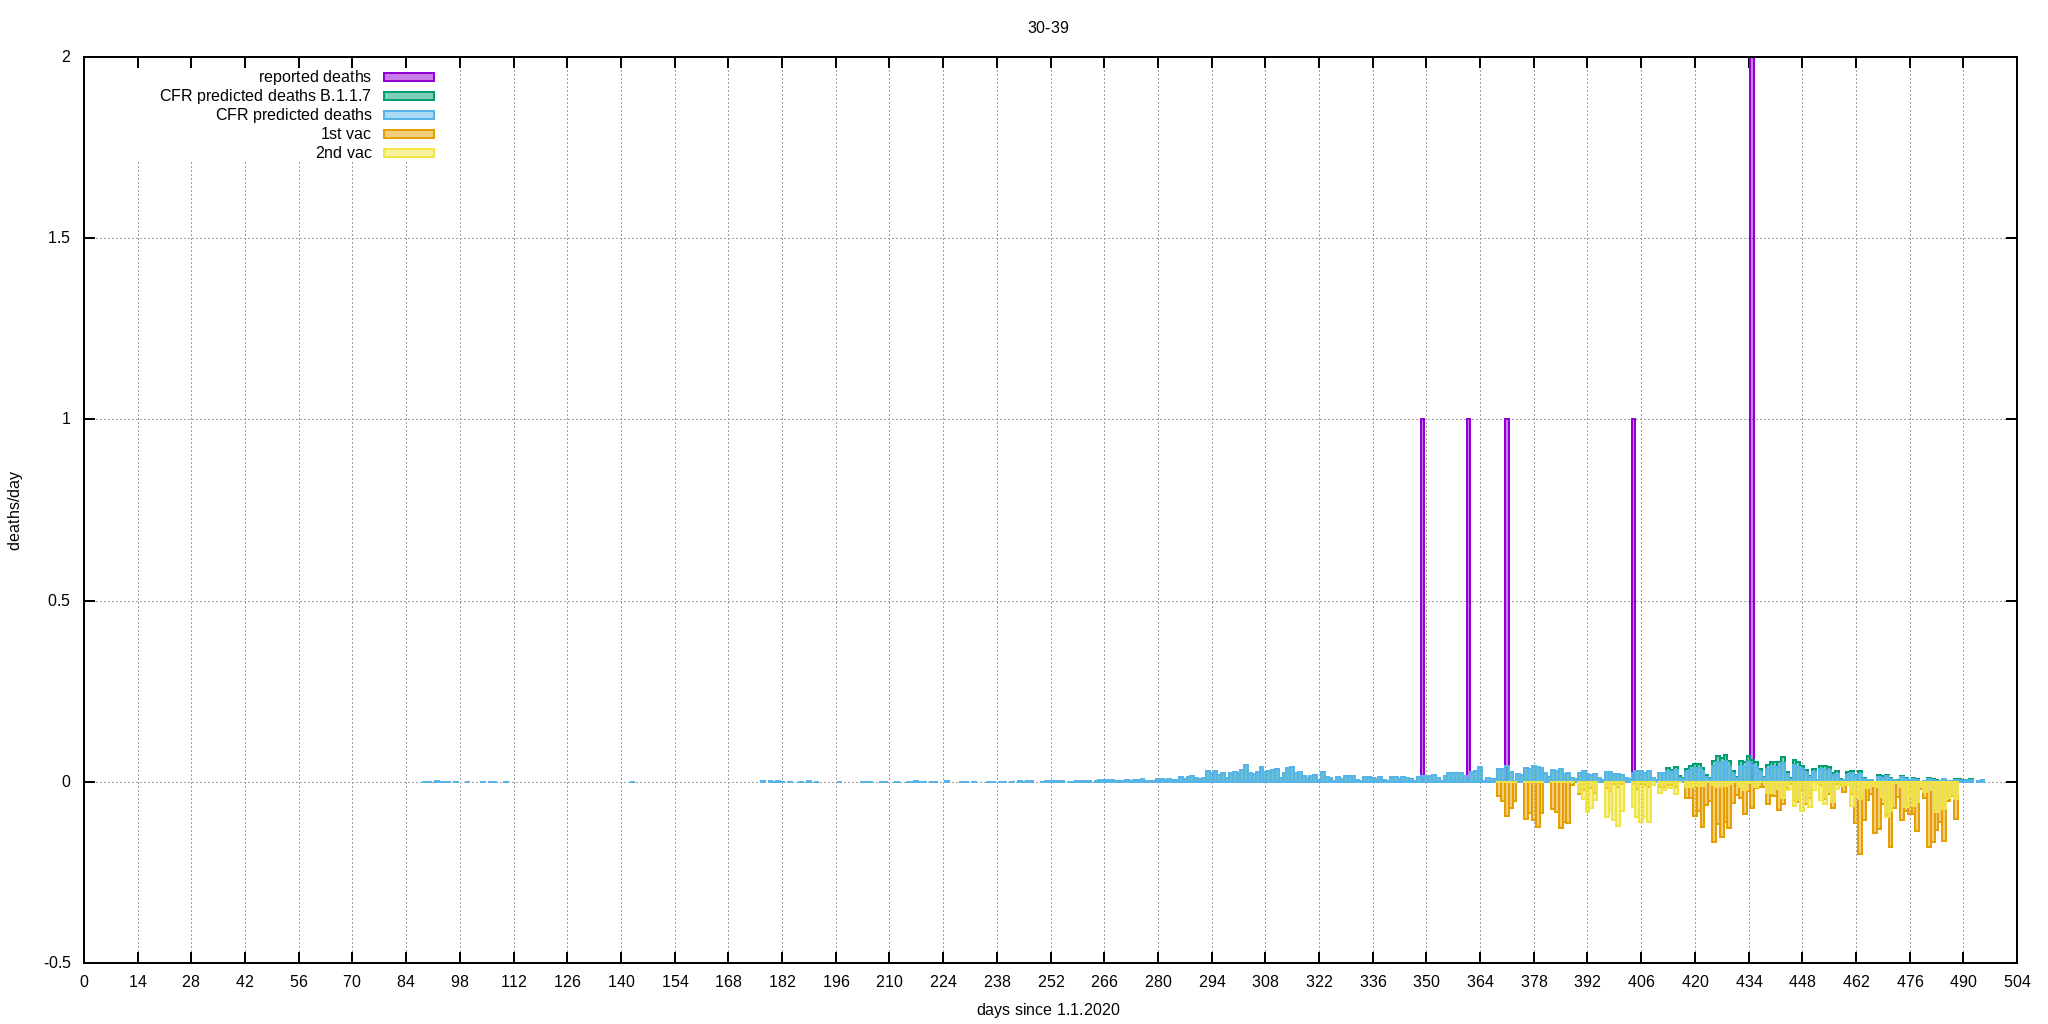 30-39
reported deaths
CFR predicted deaths B.1.1.7
CFR predicted deaths
1st vac
2nd vac
2
1.5
1
0.5
0
-0.5
deaths/day
0 14 28 42 56 70 84 98 112 126 140 154 168 182 196 210 224 238 252 266 280 294 308 322 336 350 364 378 392 406 420 434 448 462 476 490 504
days since 1.1.2020